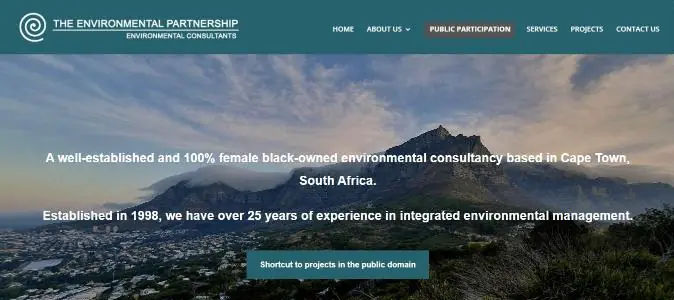 THE ENVIRONMENTAL PARTNERSHIP
ENVIRONMENTAL CONSULTANTS
HOME ABOUT US PUBLIC PARTICIPATION SERVICES PROJECTS CONTACT US
A well-established and 100% female black-owned environmental consultancy based in Cape Town,
South Africa.
Established in 1998, we have over 25 years of experience in integrated environmental management.
Shortcut to projects in the public domain